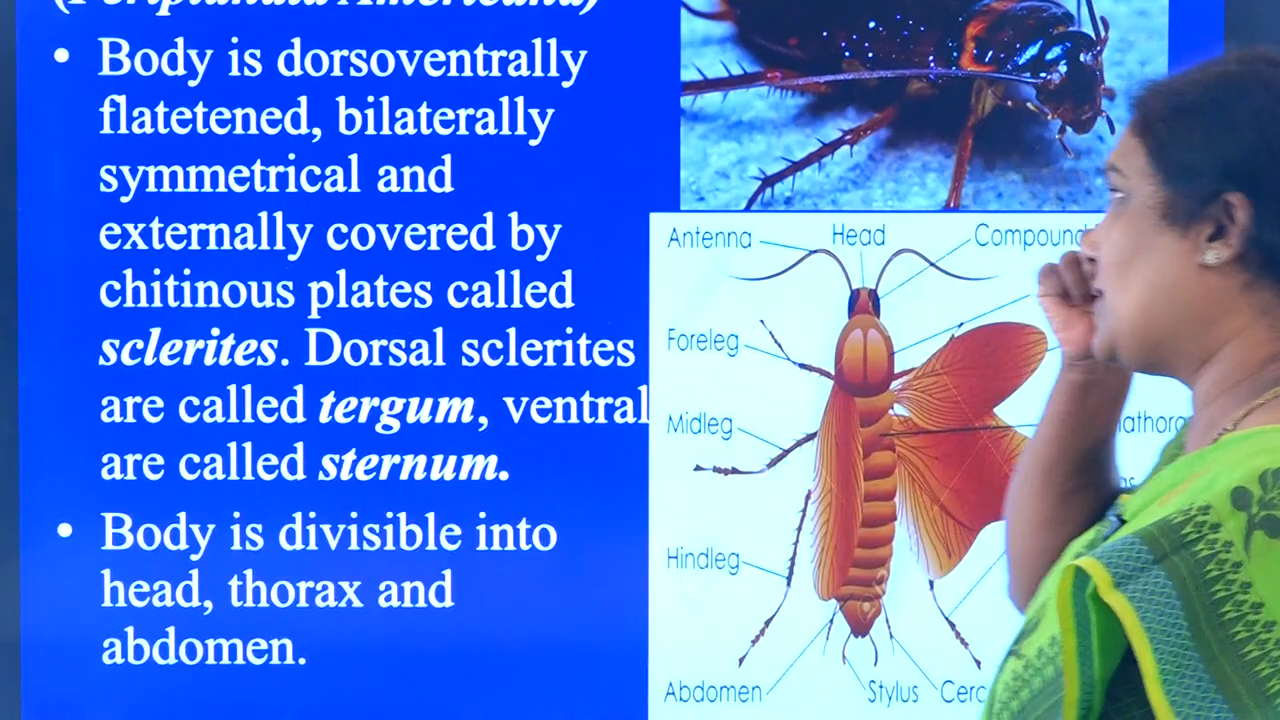 • Body is dorsoventrally
flatetened, bilaterally
symmetrical and
externally covered by
chitinous plates called
sclerites. Dorsal sclerites
are called tergum, ventral
are called sternum.
• Body is divisible into
head, thorax and
abdomen.
Antenna
Head
Compound
Foreleg
Midleg
Hindleg
Abdomen
Stylus